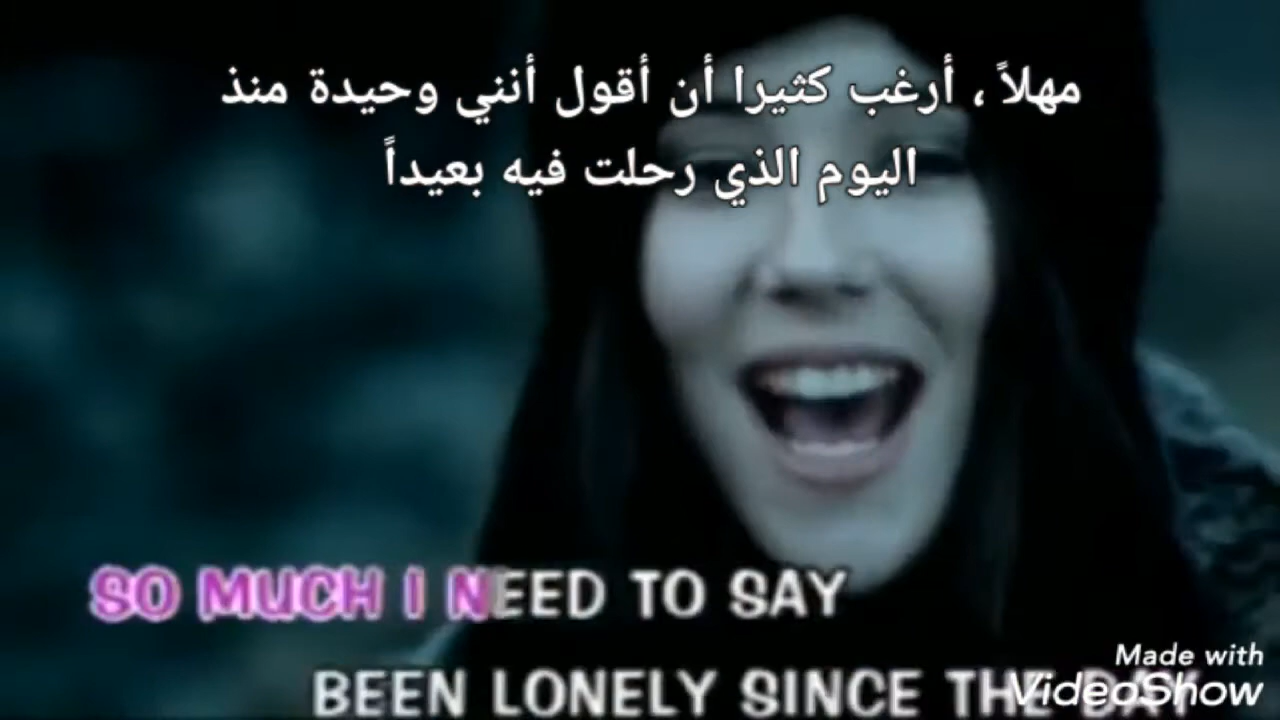 مهلاً ، أرغب كثيرا أن أقول أنني وحيدة منذ
اليوم الذي رحلت فيه بعيداً
SO MUCH I NEED TO SAY
BEEN LONELY SINCE THE DAY
Made with
VideoShow